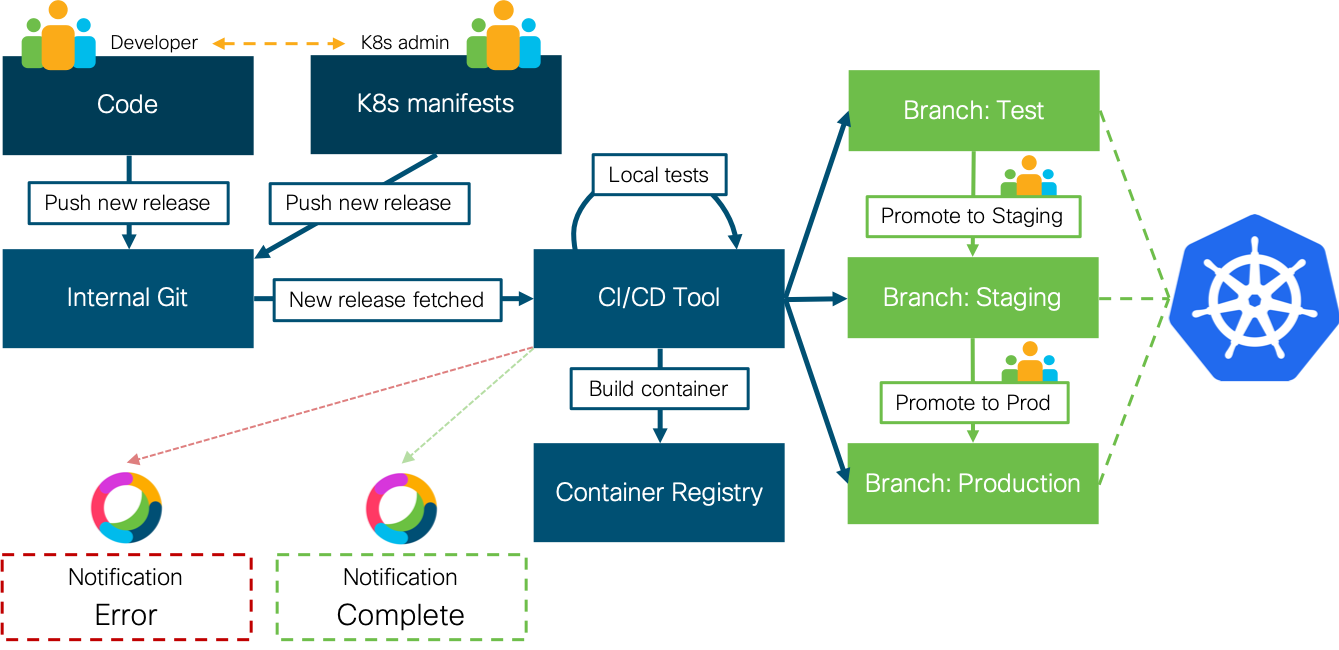 Developer
K8s admin
Code
K8s manifests
Push new release
Push new release
Internal Git
New release fetched
Local tests
CI/CD Tool
Build container
Container Registry
Branch: Test
Promote to Staging
Branch: Staging
Promote to Prod
Branch: Production
Notification
Error
Notification
Complete